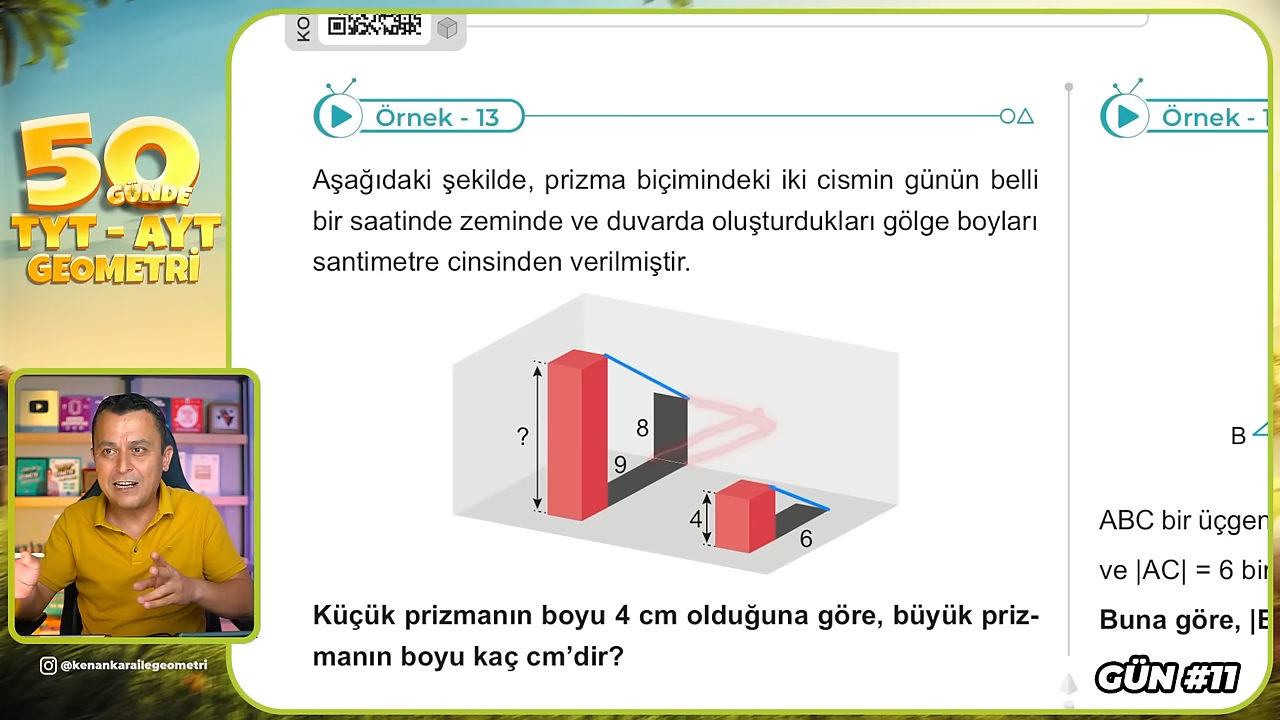 KO
50
GÜNDE
TYT - AYT
GEOMETRİ
Örnek - 13
Aşağıdaki şekilde, prizma biçimindeki iki cismin günün belli
bir saatinde zeminde ve duvarda oluşturdukları gölge boyları
santimetre cinsinden verilmiştir.
?
8
9
4
6
Küçük prizmanın boyu 4 cm olduğuna göre, büyük priz-
manın boyu kaç cm'dir?
Örnek - 1
B
ABC bir üçgen
ve |AC| = 6 bir
Buna göre, |B
GÜN #11
@kenankarailegeometri